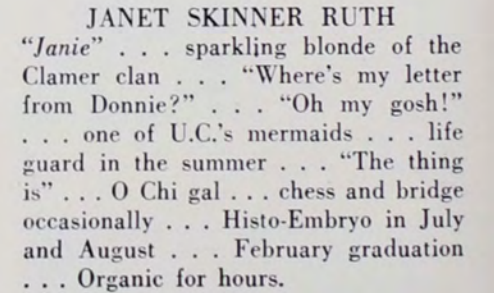 JANET SKINNER RUTH
"Janie" . . . sparkling blonde of the
Clamer clan . . . "Where's my letter
from Donnie?" . . . "Oh my gosh!"
. . . one of U.C.'s mermaids . . . life
guard in the summer . . . "The thing
is" . . . O Chi gal . . . chess and bridge
occasionally . . . Histo-Embryo in July
and August . . . February graduation
. . . Organic for hours.